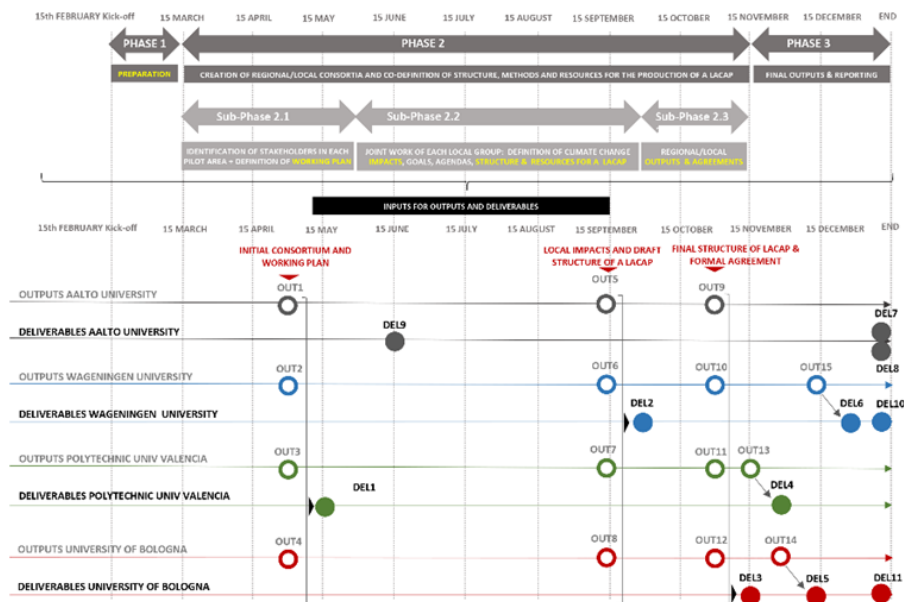 15th FEBRUARY Kick-off 15 MARCH 15 APRIL 15 MAY 15 JUNE 15 JULY 15 AUGUST 15 SEPTEMBER 15 OCTOBER 15 NOVEMBER 15 DECEMBER END
PHASE 1 PHASE 2 PHASE 3
PREPARATION CREATION OF REGIONAL/LOCAL CONSORTIA AND CO-DEFINITION OF STRUCTURE, METHODS AND RESOURCES FOR THE PRODUCTION OF A LACAP FINAL OUTPUTS & REPORTING
Sub-Phase 2.1 Sub-Phase 2.2 Sub-Phase 2.3
IDENTIFICATION OF STAKEHOLDERS IN EACH
PILOT AREA + DEFINITION OF WORKING PLAN
JOINT WORK OF EACH LOCAL GROUP: DEFINITION OF CLIMATE CHANGE
IMPACTS, GOALS, AGENDAS, STRUCTURE & RESOURCES FOR A LACAP
REGIONAL/LOCAL
OUTPUTS & AGREEMENTS
INPUTS FOR OUTPUTS AND DELIVERABLES
15th FEBRUARY Kick-off 15 MARCH 15 APRIL 15 MAY 15 JUNE 15 JULY 15 AUGUST 15 SEPTEMBER 15 OCTOBER 15 NOVEMBER 15 DECEMBER END
INITIAL CONSORTIUM AND
WORKING PLAN
LOCAL IMPACTS AND DRAFT
STRUCTURE OF A LACAP
FINAL STRUCTURE OF LACAP &
FORMAL AGREEMENT
OUTPUTS AALTO UNIVERSITY OUT1 OUT5 OUT9
DELIVERABLES AALTO UNIVERSITY DEL9 DEL7
DEL8
OUTPUTS WAGENINGEN UNIVERSITY OUT2 OUT6 OUT10 OUT15
DELIVERABLES WAGENINGEN UNIVERSITY DEL2 DEL6 DEL10
OUTPUTS POLYTECHNIC UNIV VALENCIA OUT3 OUT7 OUT11 OUT13
DELIVERABLES POLYTECHNIC UNIV VALENCIA DEL1 DEL4
OUTPUTS UNIVERSITY OF BOLOGNA OUT4 OUT8 OUT12 OUT14
DELIVERABLES UNIVERSITY OF BOLOGNA DEL3 DEL5 DEL11